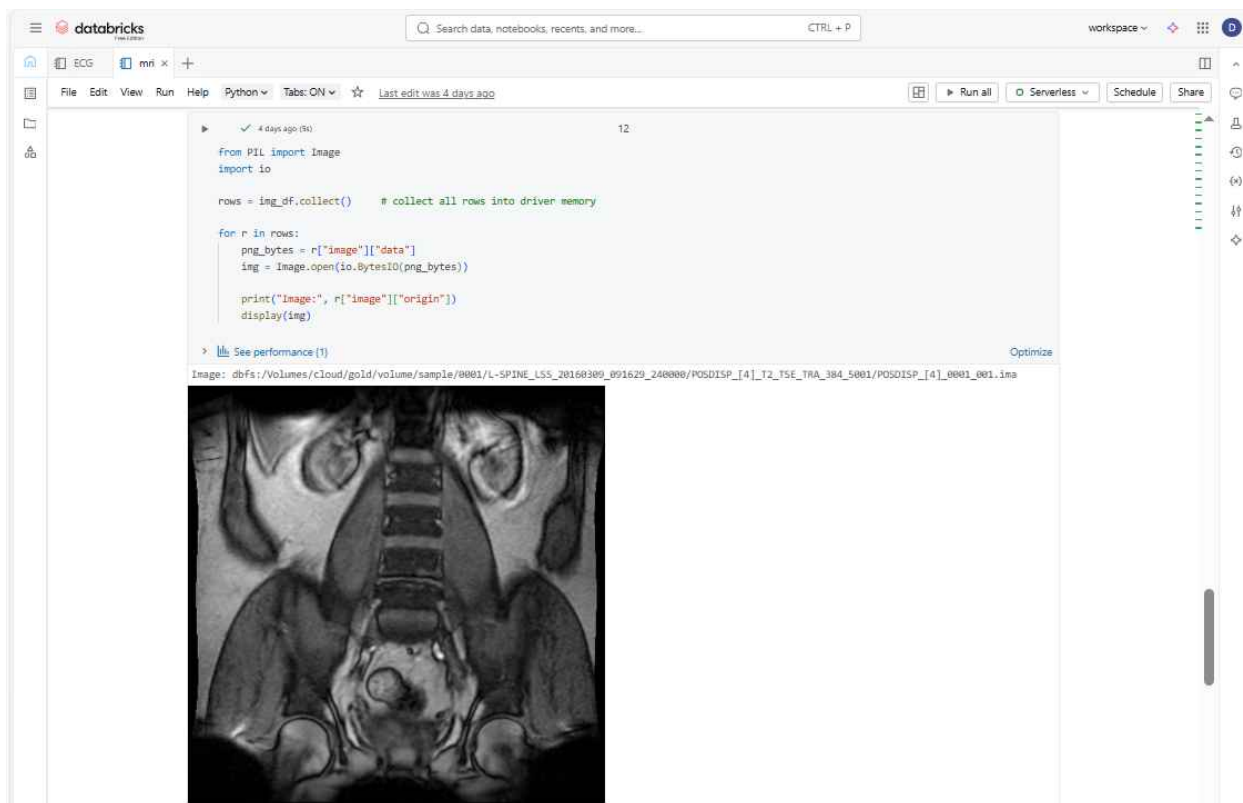 databricks
Free Edition
Search data, notebooks, recents, and more...
CTRL + P
workspace
D
ECG
mri
File Edit View Run Help Python Tabs: ON Last edit was 4 days ago
Run all
Serverless
Schedule
Share
4 days ago (5s)
12
from PIL import Image
import io
rows = img_df.collect() # collect all rows into driver memory
for r in rows:
png_bytes = r["image"]["data"]
img = Image.open(io.BytesIO(png_bytes))
print("Image:", r["image"]["origin"])
display(img)
See performance (1)
Optimize
Image: dbfs:/Volumes/cloud/gold/volume/sample/0001/L-SPINE_LSS_20160309_091629_240000/POSDISP_[4]_T2_TSE_TRA_384_5001/POSDISP_[4]_0001_001.ima